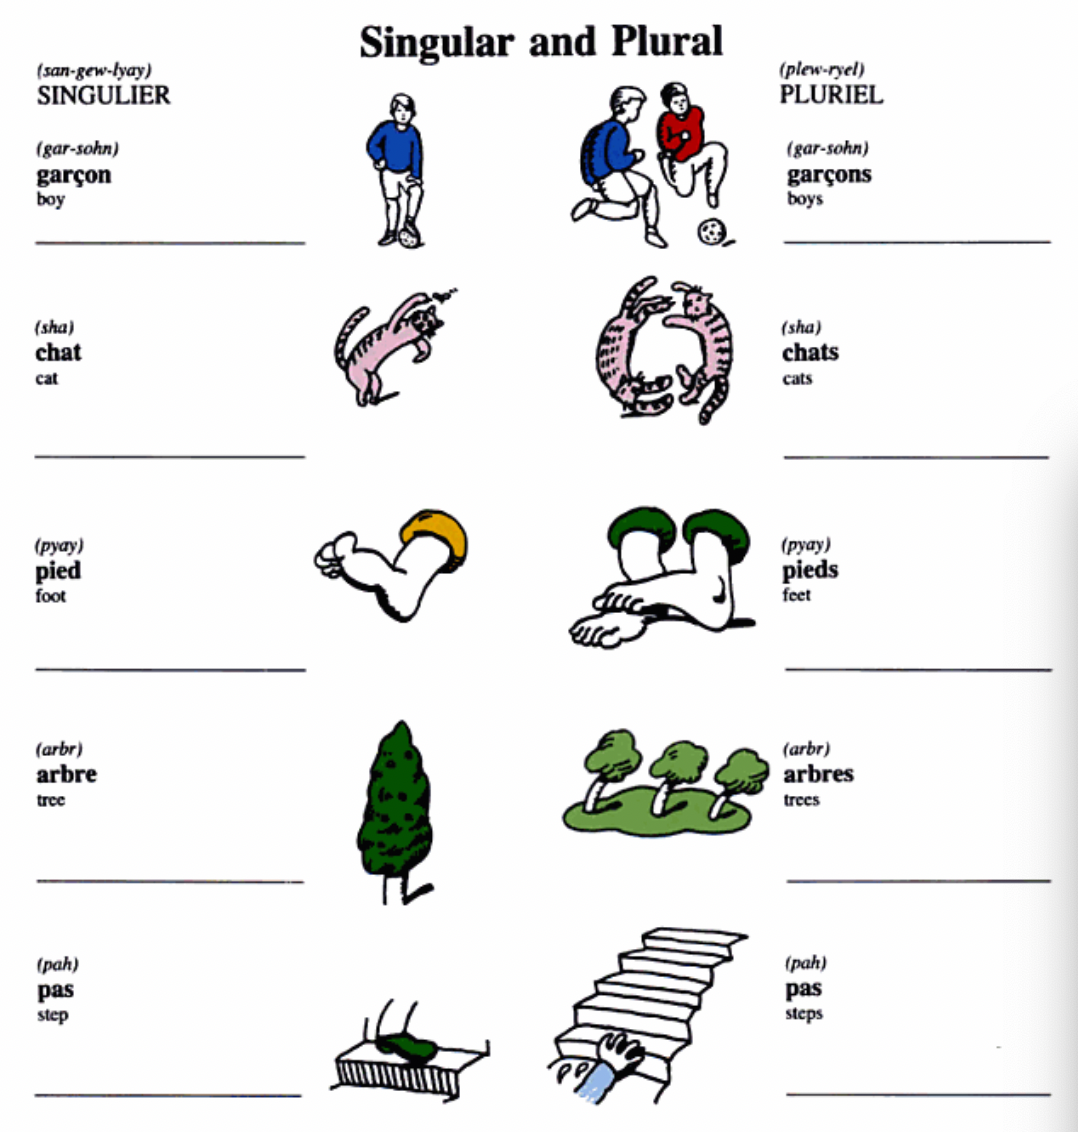 Singular and Plural
(san-gew-lyay)
SINGULIER
(plew-ryel)
PLURIEL
(gar-sohn)
garçon
boy
(gar-sohn)
garçons
boys
(sha)
chat
cat
(sha)
chats
cats
(pyay)
pied
foot
(pyay)
pieds
feet
(arbr)
arbre
tree
(arbr)
arbres
trees
(pah)
pas
step
(pah)
pas
steps